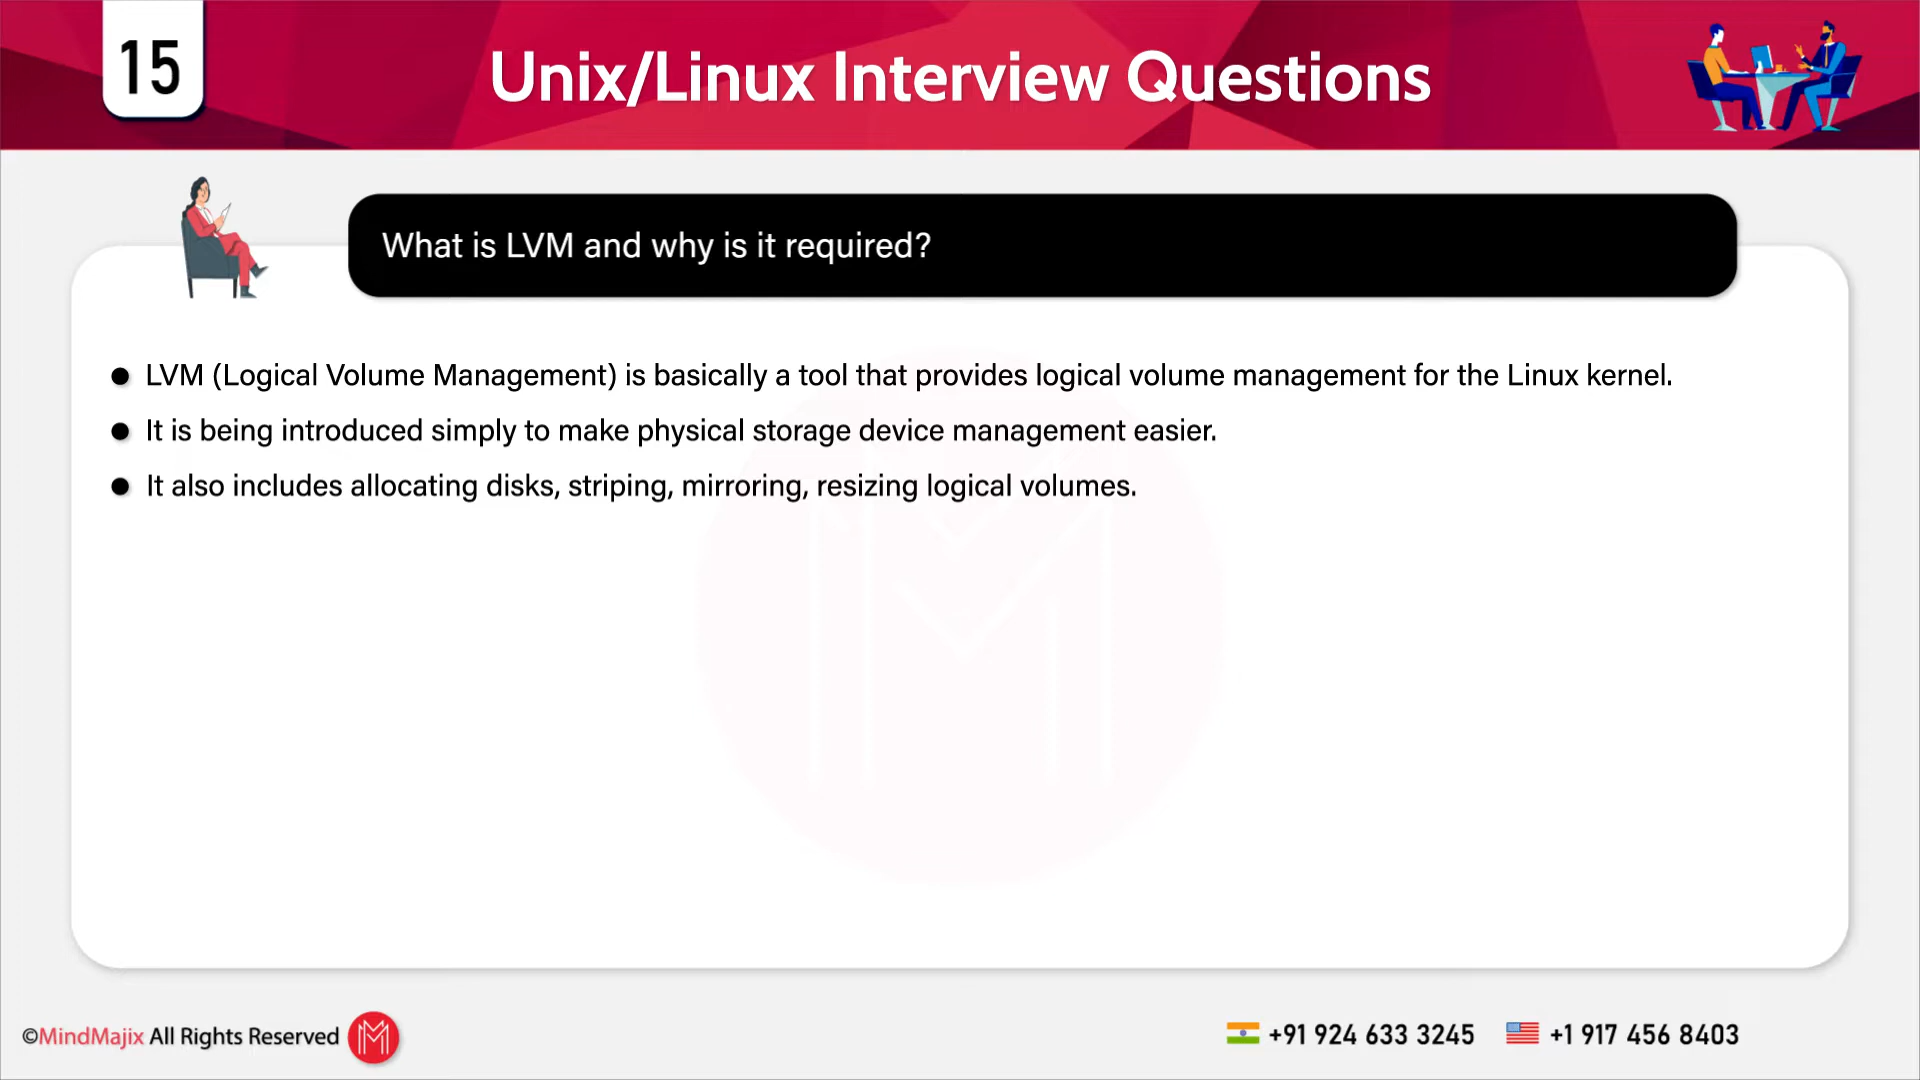 15
Unix/Linux Interview Questions
What is LVM and why is it required?
● LVM (Logical Volume Management) is basically a tool that provides logical volume management for the Linux kernel.
● It is being introduced simply to make physical storage device management easier.
● It also includes allocating disks, striping, mirroring, resizing logical volumes.
©MindMajix All Rights Reserved
+91 924 633 3245
+1 917 456 8403